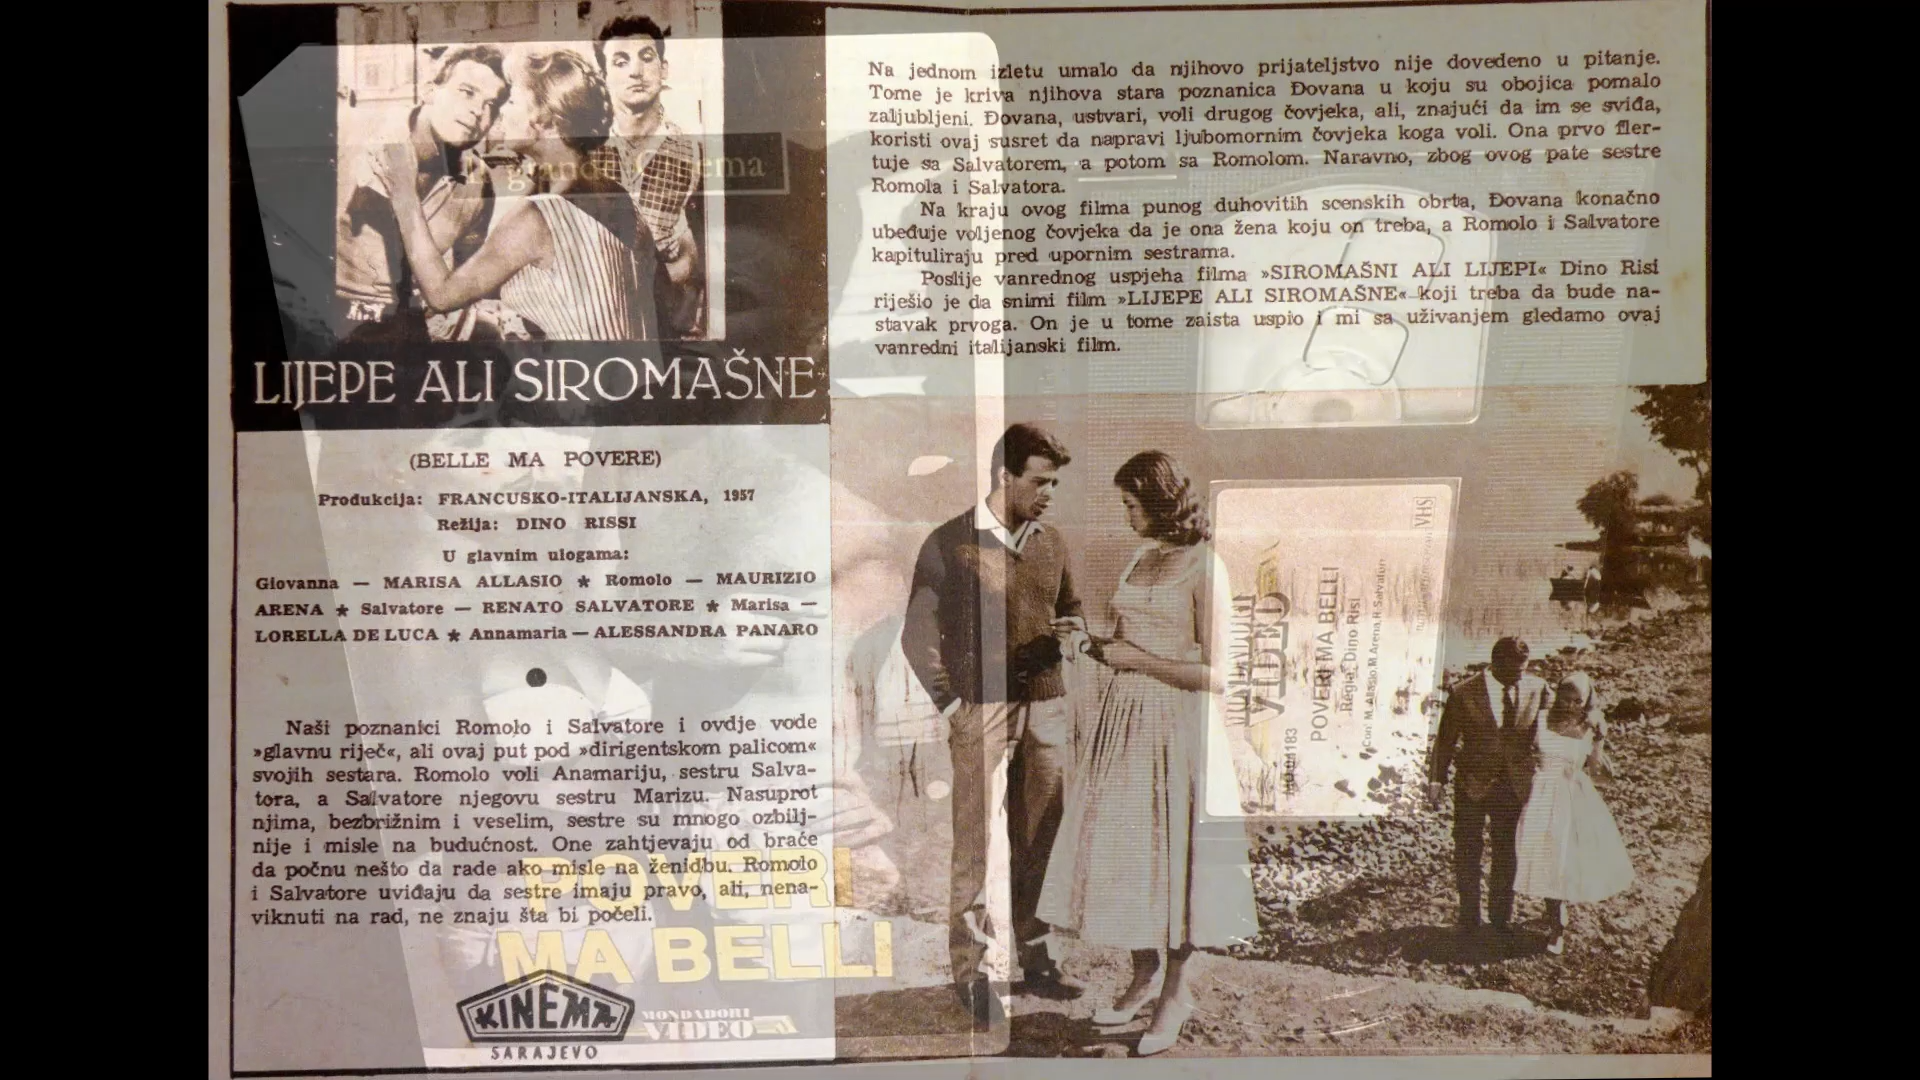 Il grande Cinema
LIJEPE ALI SIROMAŠNE
(BELLE MA POVERE)
Produkcija: FRANCUSKO-ITALIJANSKA, 1957
Režija: DINO RISSI
U glavnim ulogama:
Giovanna — MARISA ALLASIO ★ Romolo — MAURIZIO
ARENA ★ Salvatore — RENATO SALVATORE ★ Marisa —
LORELLA DE LUCA ★ Annamaria — ALESSANDRA PANARO
Naši poznanici Romolo i Salvatore i ovdje vode
»glavnu riječ«, ali ovaj put pod »dirigentskom palicom«
svojih sestara. Romolo voli Anamariju, sestru Salva-
tora, a Salvatore njegovu sestru Marizu. Nasuprot
njima, bezbrižnim i veselim, sestre su mnogo ozbilj-
nije i misle na budućnost. One zahtjevaju od braće
da počnu nešto da rade ako misle na ženidbu. Romolo
i Salvatore uviđaju da sestre imaju pravo, ali, nena-
viknuti na rad, ne znaju šta bi počeli.
POVERI
MA BELLI
KINEMA
SARAJEVO
MONDADORI
VIDEO
Na jednom izletu umalo da njihovo prijateljstvo nije dovedeno u pitanje.
Tome je kriva njihova stara poznanica Đovana u koju su obojica pomalo
zaljubljeni. Đovana, ustvari, voli drugog čovjeka, ali, znajući da im se sviđa,
koristi ovaj susret da napravi ljubomornim čovjeka koga voli. Ona prvo fler-
tuje sa Salvatorem, a potom sa Romolom. Naravno, zbog ovog pate sestre
Romola i Salvatora.
Na kraju ovog filma punog duhovitih scenskih obrta, Đovana konačno
ubeđuje voljenog čovjeka da je ona žena koju on treba, a Romolo i Salvatore
kapituliraju pred upornim sestrama.
Poslije vanrednog uspjeha filma »SIROMAŠNI ALI LIJEPI« Dino Risi
riješio je da snimi film »LIJEPE ALI SIROMAŠNE« koji treba da bude na-
stavak prvoga. On je u tome zaista uspio i mi sa uživanjem gledamo ovaj
vanredni italijanski film.
VHS
MONDADORI
VIDEO
POVERI MA BELLI
Regia: Dino Risi
Con: M.Allasio,M.Arena,R.Salvatori